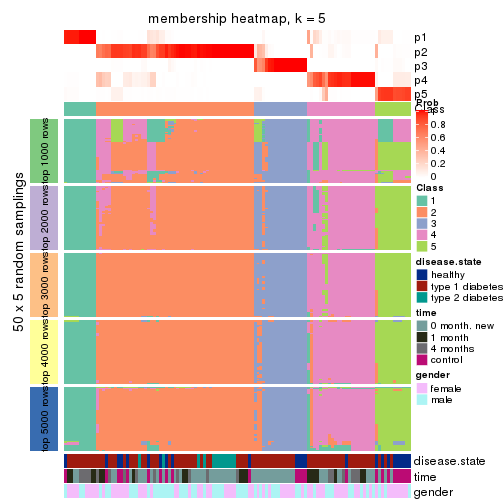 membership heatmap, k = 5
p1
p2
p3
p4
p5
Prob
Class
1
0.8
0.6
0.4
0.2
0
Class
1
2
3
4
5
disease.state
healthy
type 1 diabetes
type 2 diabetes
time
0 month. new
1 month
4 months
control
gender
female
male
50 x 5 random samplings
top 1000 rows
top 2000 rows
top 3000 rows
top 4000 rows
top 5000 rows
disease.state
time
gender